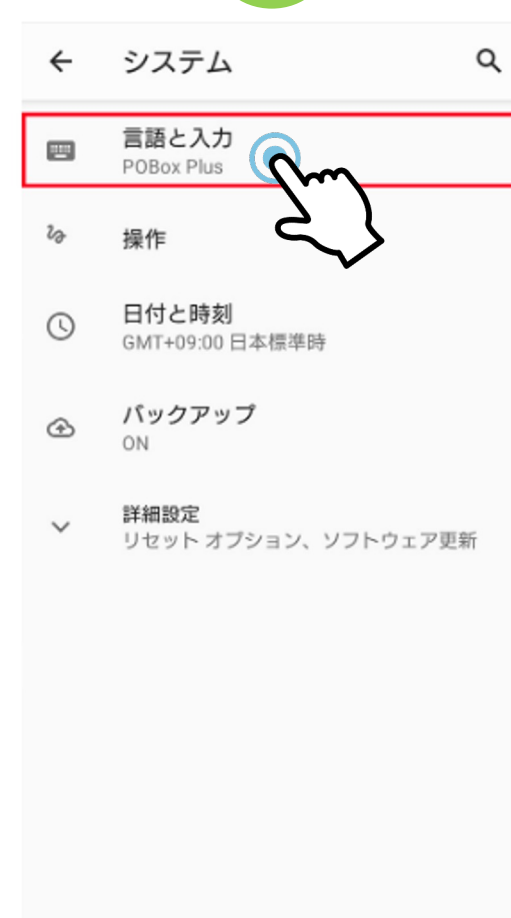 システム
言語と入力
POBox Plus
操作
日付と時刻
GMT+09:00 日本標準時
バックアップ
ON
詳細設定
リセット オプション、ソフトウェア更新